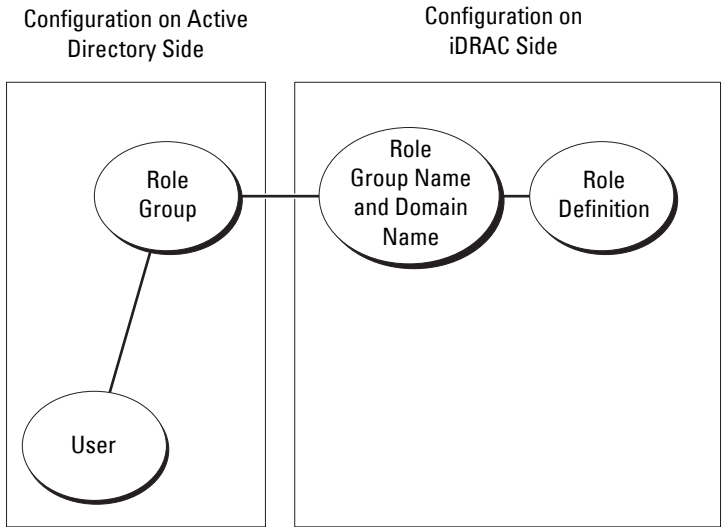 Configuration on Active
Directory Side
Configuration on
iDRAC Side
Role
Group
Role
Group Name
and Domain
Name
Role
Definition
User